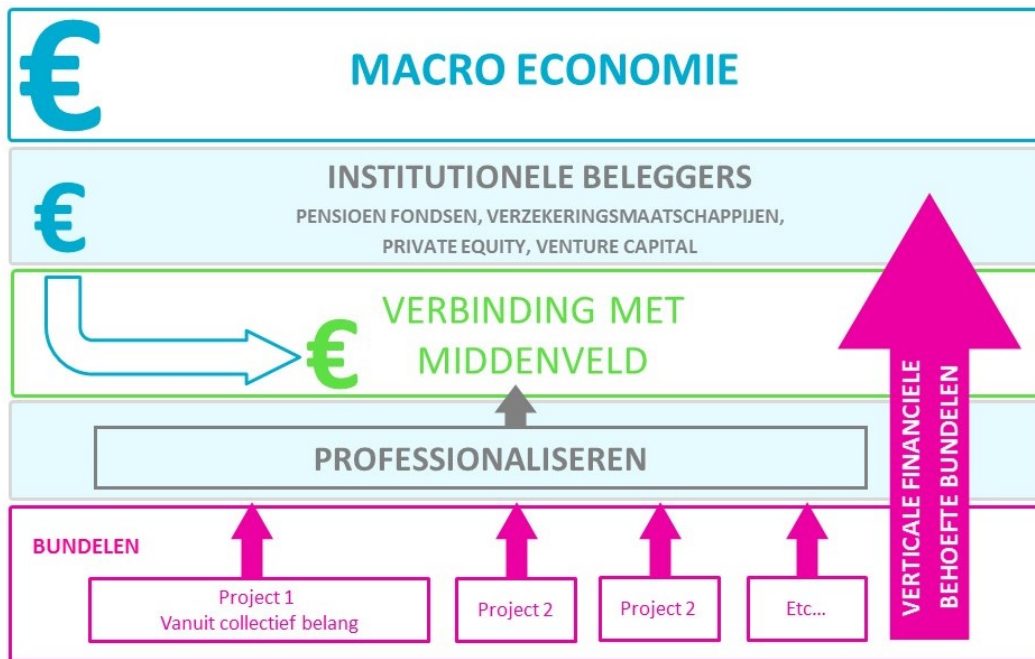 €
MACRO ECONOMIE
€
INSTITUTIONELE BELEGGERS
PENSIOEN FONDSEN, VERZEKERINGSMAATSCHAPPIJEN,
PRIVATE EQUITY, VENTURE CAPITAL
€
VERBINDING MET
MIDDENVELD
PROFESSIONALISEREN
BUNDELEN
Project 1
Vanuit collectief belang
Project 2
Project 2
Etc...
VERTICALE FINANCIELE
BEHOEFTE BUNDELEN